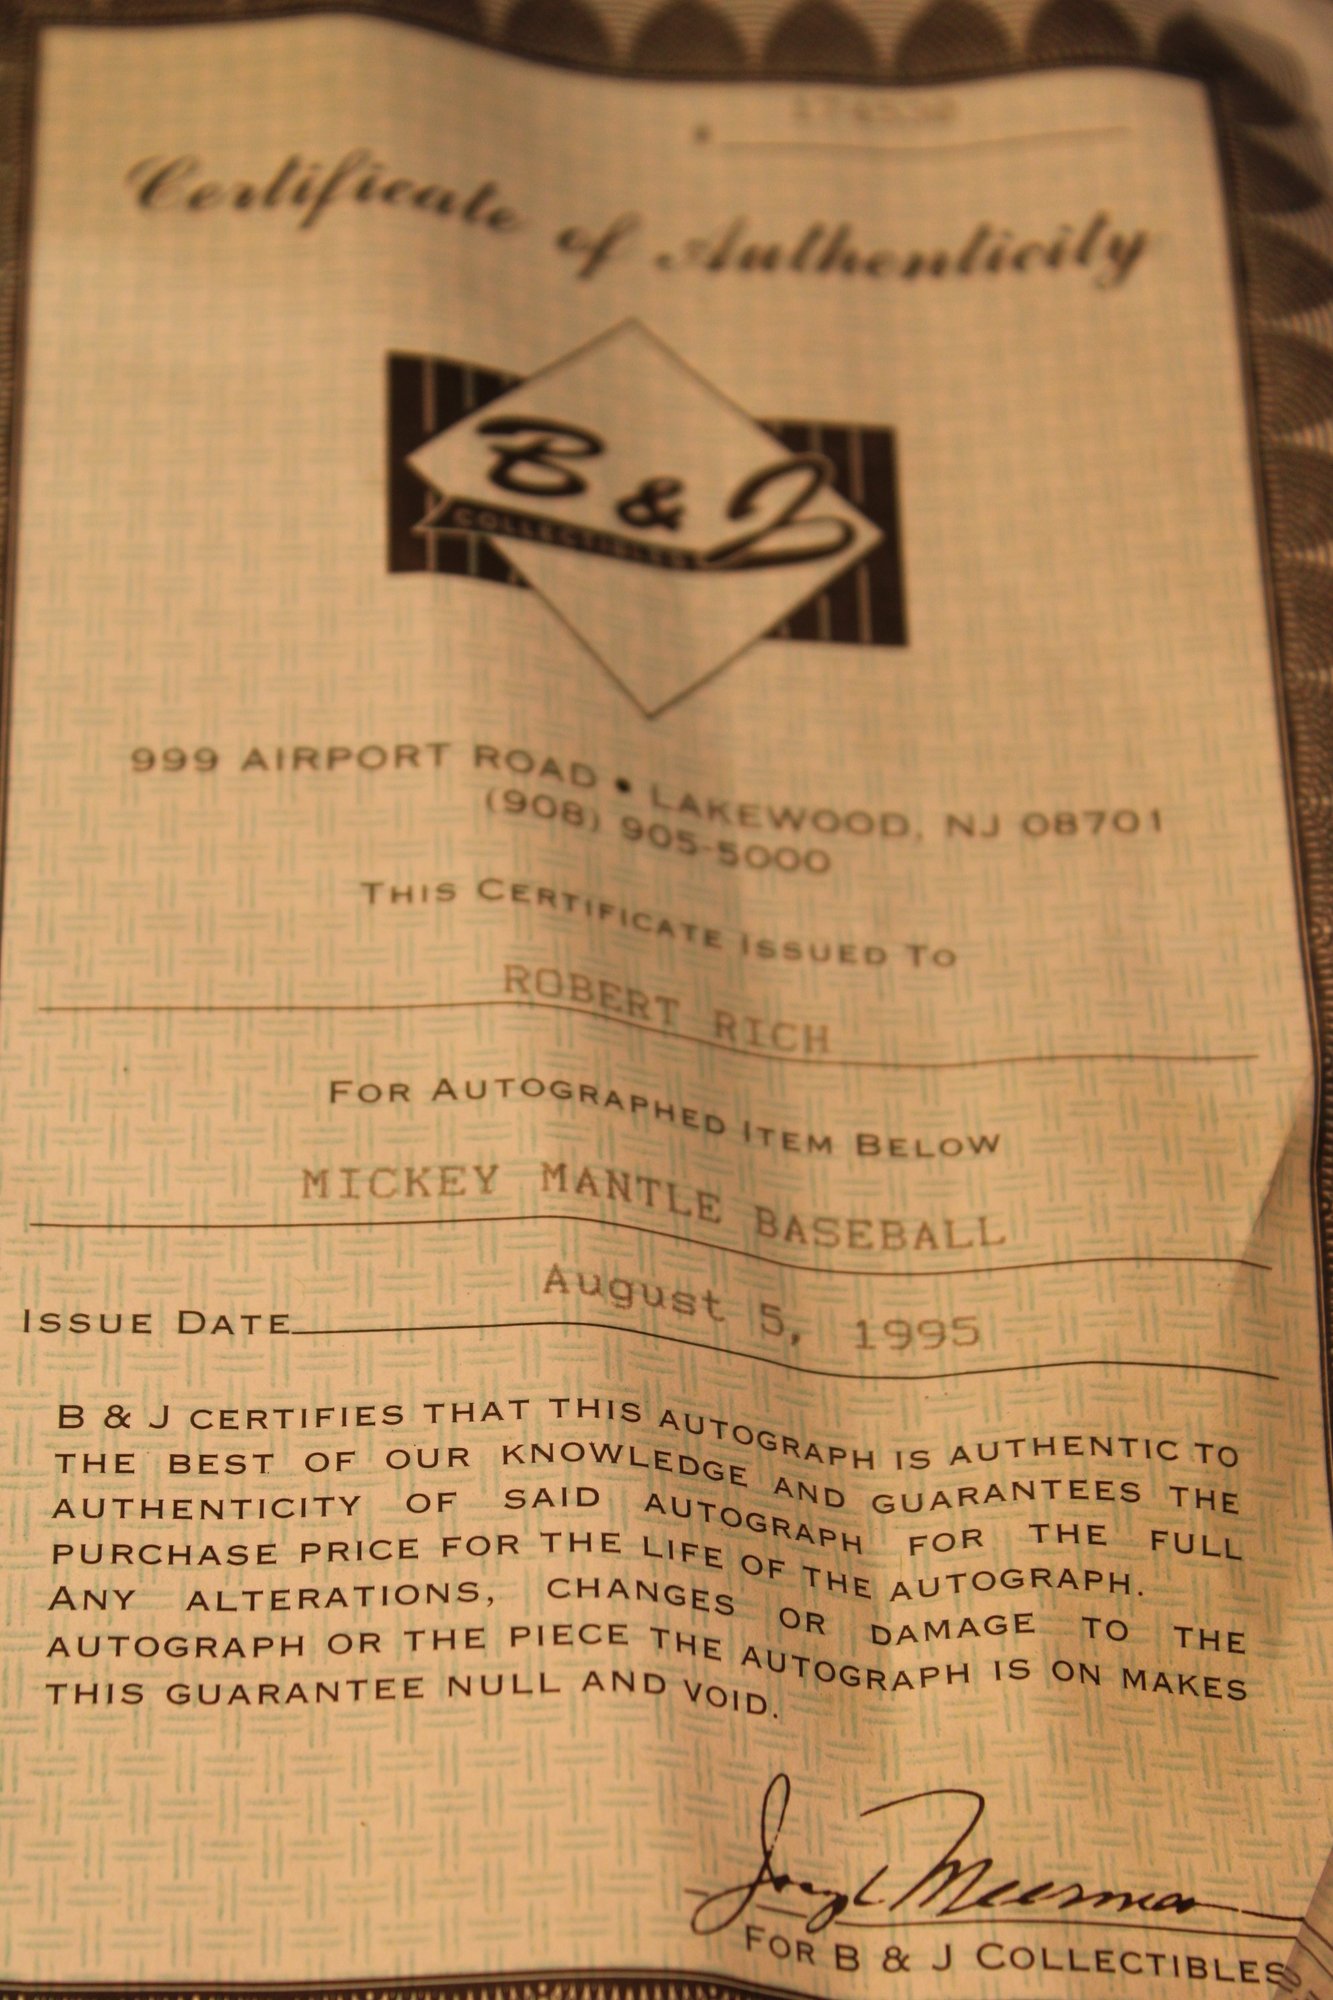 Certificate of Authenticity
B & J
COLLECTIBLES
999 AIRPORT ROAD • LAKEWOOD, NJ 08701
(908) 905-5000
THIS CERTIFICATE ISSUED TO
ROBERT RICH
FOR AUTOGRAPHED ITEM BELOW
MICKEY MANTLE BASEBALL
ISSUE DATE August 5, 1995
B & J CERTIFIES THAT THIS AUTOGRAPH IS AUTHENTIC TO
THE BEST OF OUR KNOWLEDGE AND GUARANTEES THE
AUTHENTICITY OF SAID AUTOGRAPH FOR THE FULL
PURCHASE PRICE FOR THE LIFE OF THE AUTOGRAPH.
ANY ALTERATIONS, CHANGES OR DAMAGE TO THE
AUTOGRAPH OR THE PIECE THE AUTOGRAPH IS ON MAKES
THIS GUARANTEE NULL AND VOID.
FOR B & J COLLECTIBLES